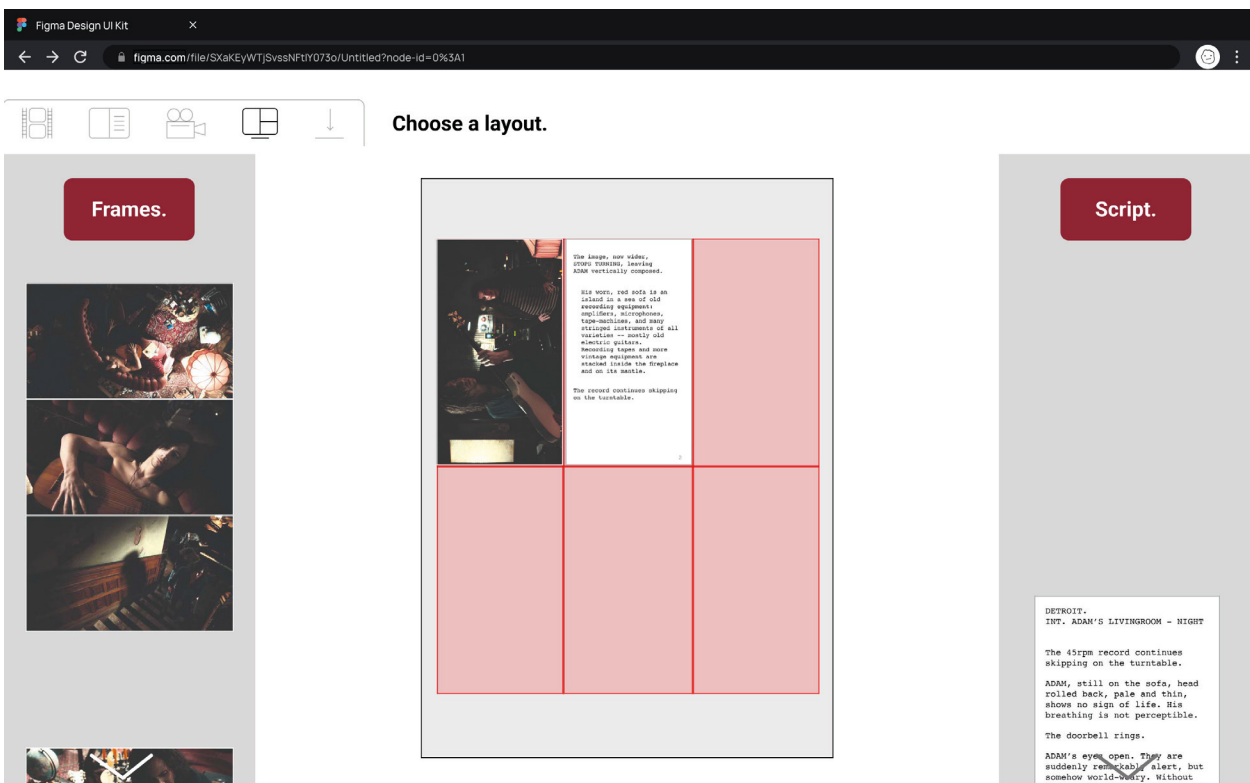 Figma Design UI Kit
figma.com/file/SXaKEyWTjSvssNFtlY073o/Untitled?node-id=0%3A1
Choose a layout.
Frames.
Script.
The image, now wider,
STOPS TURNING, leaving
ADAM vertically composed.
His worn, red sofa is an
island in a sea of old
recording equipment:
amplifiers, microphones,
tape-machines, and many
stringed instruments of all
varieties -- mostly old
electric guitars.
Recording tapes and more
vintage equipment are
stacked inside the fireplace
and on its mantle.
The record continues skipping
on the turntable.
2
DETROIT.
INT. ADAM'S LIVINGROOM - NIGHT
The 45rpm record continues
skipping on the turntable.
ADAM, still on the sofa, head
rolled back, pale and thin,
shows no sign of life. His
breathing is not perceptible.
The doorbell rings.
ADAM's eyes open. They are
suddenly remarkably alert, but
somehow world-weary. Without